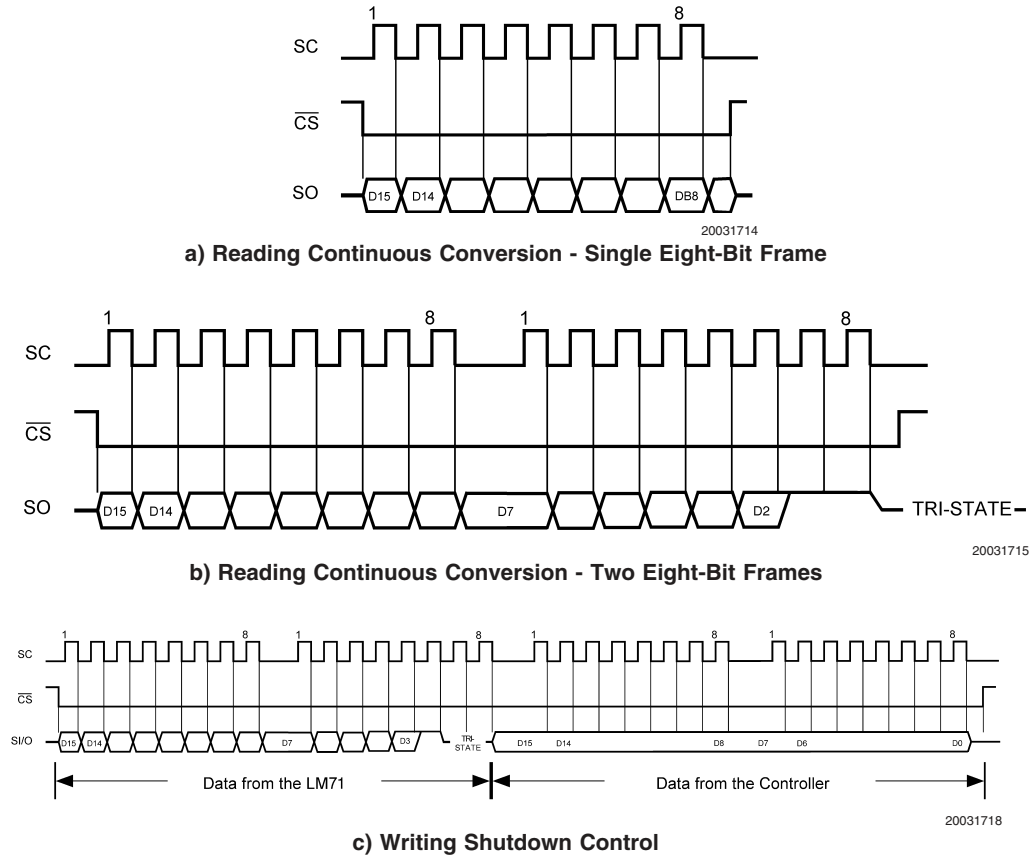 1 8
SC
CS
SO D15 D14 DB8
20031714
a) Reading Continuous Conversion - Single Eight-Bit Frame
1 8 1 8
SC
CS
SO D15 D14 D7 D2 TRI-STATE
20031715
b) Reading Continuous Conversion - Two Eight-Bit Frames
1 8 1 8 1 8 1 8
SC
CS
SI/O D15 D14 D7 D3 TRI-STATE D15 D14 D8 D7 D6 D0
Data from the LM71 Data from the Controller
20031718
c) Writing Shutdown Control